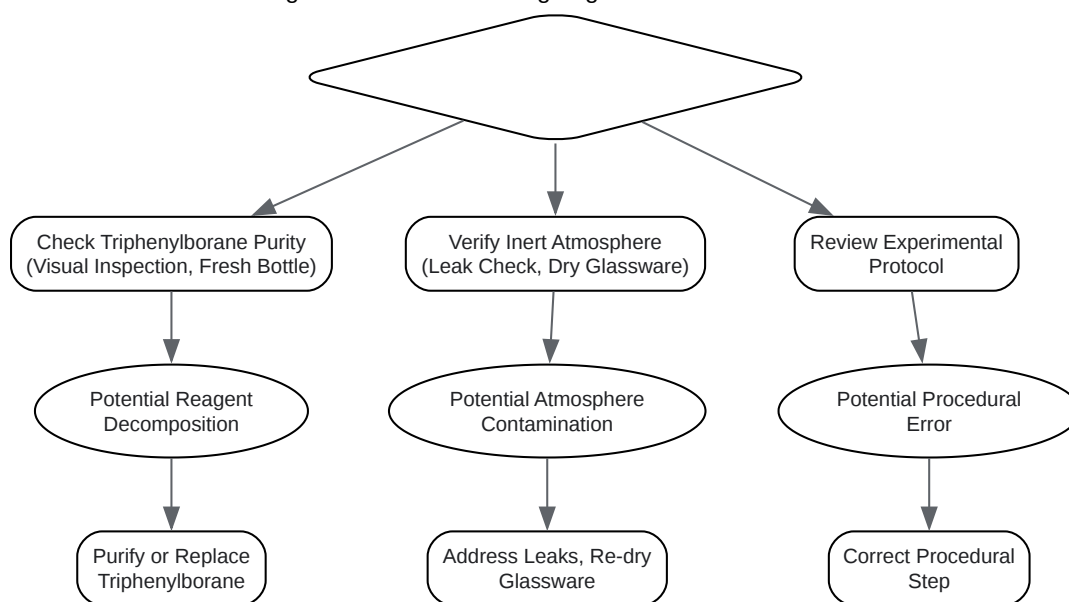 Check Triphenylborane Purity
(Visual Inspection, Fresh Bottle)
Verify Inert Atmosphere
(Leak Check, Dry Glassware)
Review Experimental
Protocol
Potential Reagent
Decomposition
Potential Atmosphere
Contamination
Potential Procedural
Error
Purify or Replace
Triphenylborane
Address Leaks, Re-dry
Glassware
Correct Procedural
Step